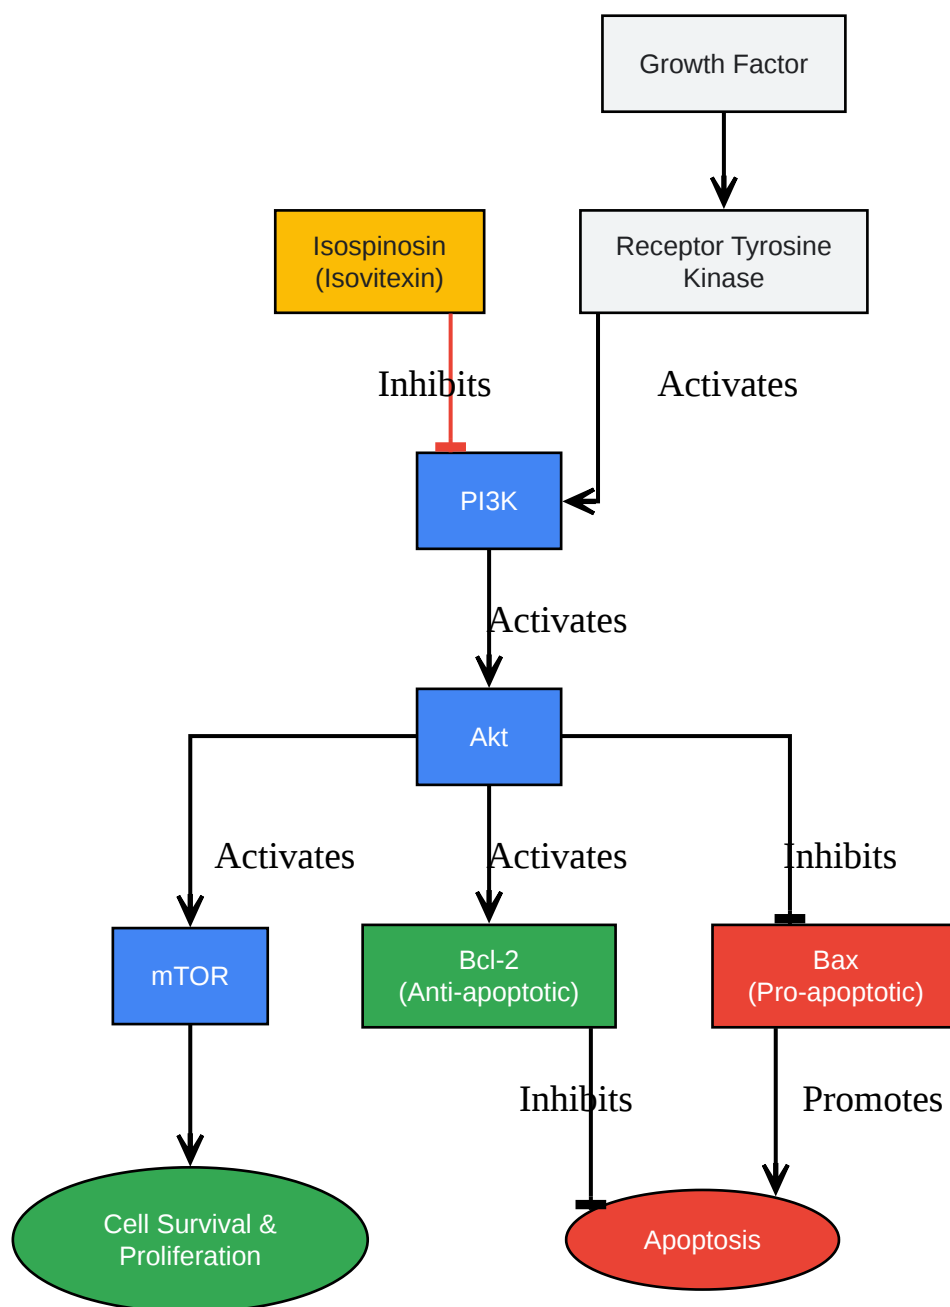 Growth Factor
Isospinosin
(Isovitexin)
Receptor Tyrosine
Kinase
Inhibits
Activates
PI3K
Activates
Akt
Activates
Activates
Inhibits
mTOR
Bcl-2
(Anti-apoptotic)
Bax
(Pro-apoptotic)
Inhibits
Promotes
Cell Survival &
Proliferation
Apoptosis